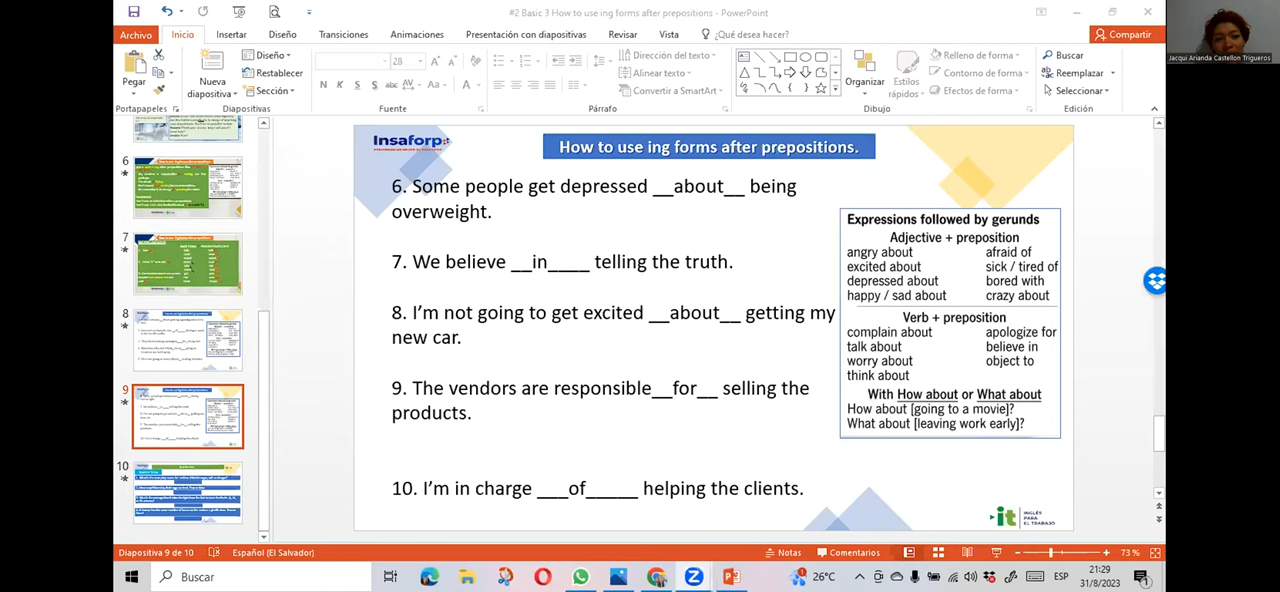 #2 Basic 3 How to use ing forms after prepositions - PowerPoint
Archivo Inicio Insertar Diseño Transiciones Animaciones Presentación con diapositivas Revisar Vista ¿Qué desea hacer? Compartir
Pegar
Nueva diapositiva
Diseño
Restablecer
Sección
28
N K S S abc AV Aa A
Dirección del texto
Alinear texto
Convertir a SmartArt
Organizar
Estilos rápidos
Relleno de forma
Contorno de forma
Efectos de forma
Buscar
Reemplazar
Seleccionar
Portapapeles Diapositivas Fuente Párrafo Dibujo Edición
Jacqui Arianda Castellon Trigueros
6
7
8
9
10
Insaforp
How to use ing forms after prepositions.
6. Some people get depressed __about__ being
overweight.
7. We believe __in____ telling the truth.
8. I'm not going to get excited __about__ getting my
new car.
9. The vendors are responsible__for__ selling the
products.
10. I'm in charge ___of_____ helping the clients.
Expressions followed by gerunds
Adjective + preposition
angry about afraid of
excited about sick / tired of
depressed about bored with
happy / sad about crazy about
Verb + preposition
complain about apologize for
talk about believe in
worry about object to
think about
With How about or What about
How about [going to a movie]?
What about [leaving work early]?
it INGLÉS
PARA
EL TRABAJO
Diapositiva 9 de 10 Español (El Salvador) Notas Comentarios 73 %
Buscar 26°C ESP 21:29
31/8/2023